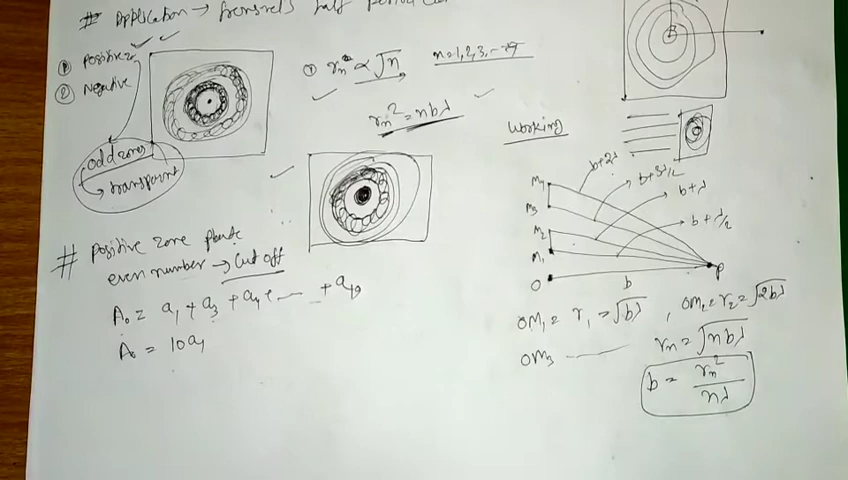 # Application → Fresnel's half period
① positive
② Negative
odd zones
→ transparent
① rn ∝ √n n=1,2,3,---
rn² = nbλ
Working
M4
M3
M2
M1
O
b+2λ
b+3λ/2
b+λ
b+λ/2
b
P
# Positive zone plate
even number → Cut off
A0 = a1 + a3 + +a19
A0 = 10a1
OM1 = r1 = √bλ , OM2 = r2 = √2bλ
OM3 rn = √nbλ
b = rn²/nλ